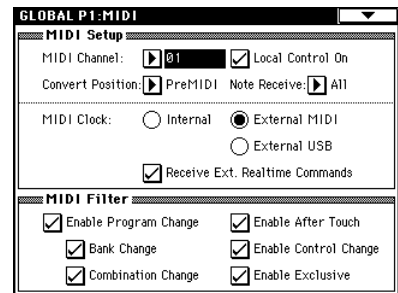 GLOBAL P1:MIDI
MIDI Setup
MIDI Channel: 01 Local Control On
Convert Position: PreMIDI Note Receive: All
MIDI Clock: Internal External MIDI
External USB
Receive Ext. Realtime Commands
MIDI Filter
Enable Program Change Enable After Touch
Bank Change Enable Control Change
Combination Change Enable Exclusive